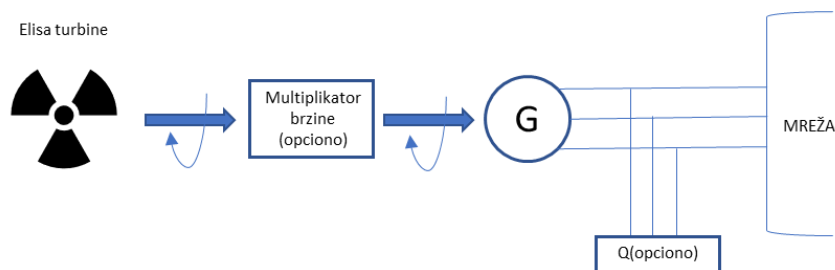 Elisa turbine
Multiplikator
brzine
(opciono)
G
MREŽA
Q(opciono)